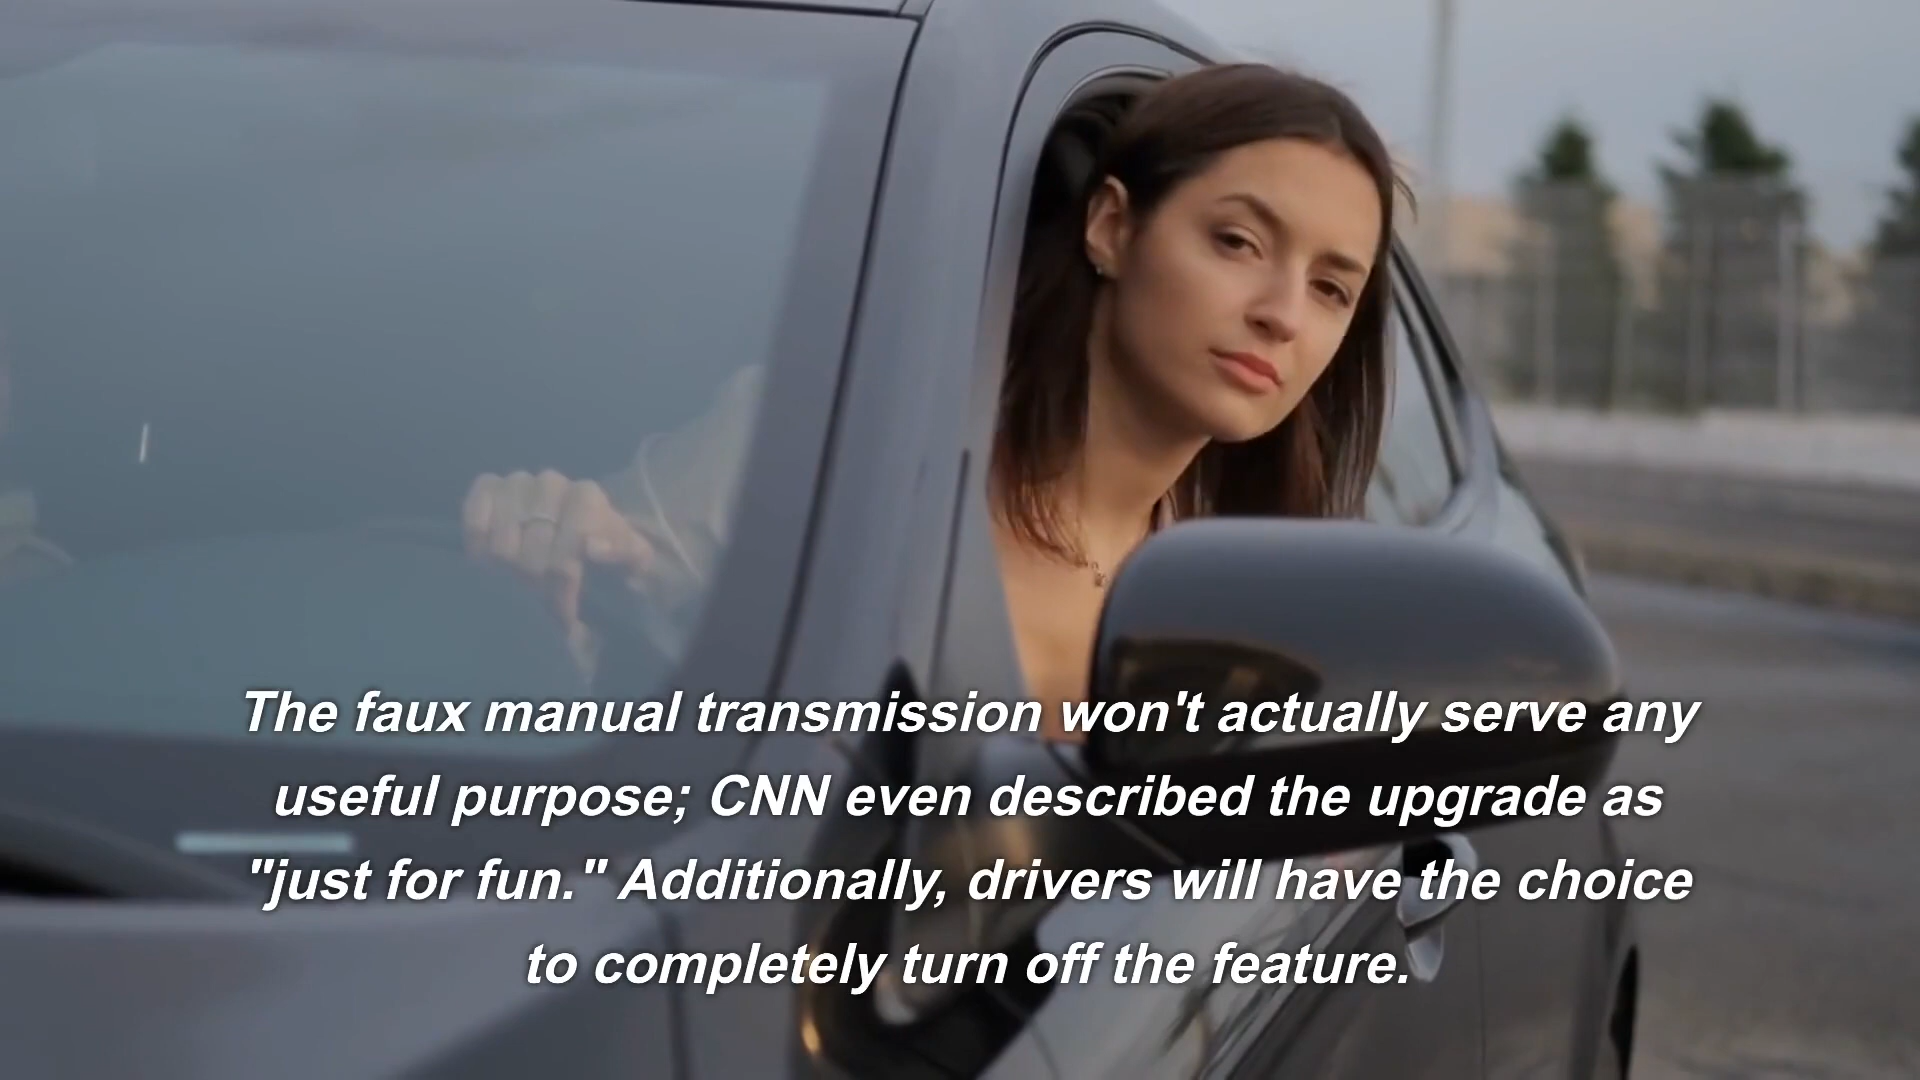 The faux manual transmission won't actually serve any
useful purpose; CNN even described the upgrade as
"just for fun." Additionally, drivers will have the choice
to completely turn off the feature.